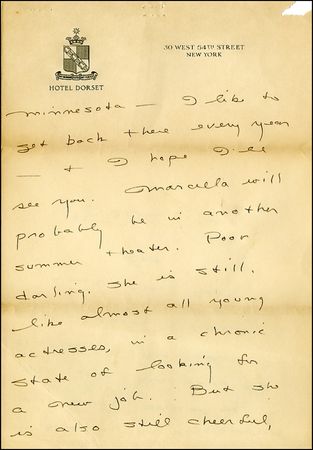 HOTEL DORSET
30 WEST 54TH STREET
NEW YORK
Minnesota — I like to
get back there every year
— + I hope I'll
see you. Marcella will
probably be in another
summer theater. Poor
darling. she is still,
like almost all young
actresses, in a chronic
state of looking for
a new job. But she
is also still cheerful,